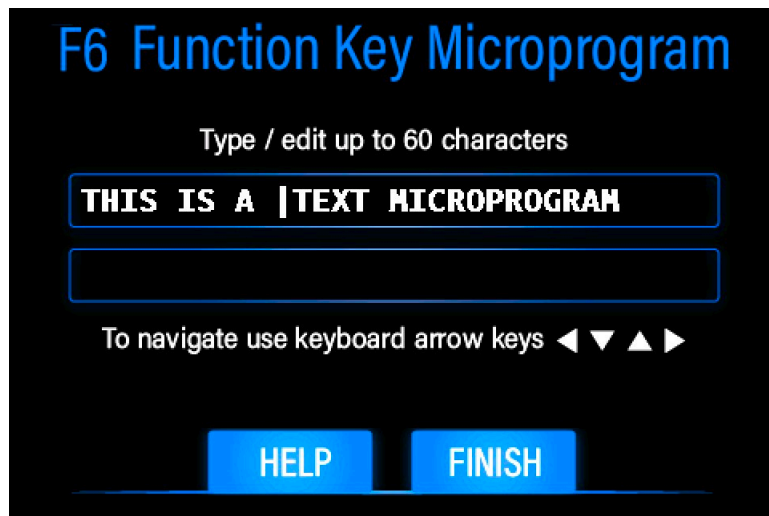 F6 Function Key Microprogram
Type / edit up to 60 characters
THIS IS A |TEXT MICROPROGRAM
To navigate use keyboard arrow keys ◀ ▼ ▲ ▶
HELP FINISH